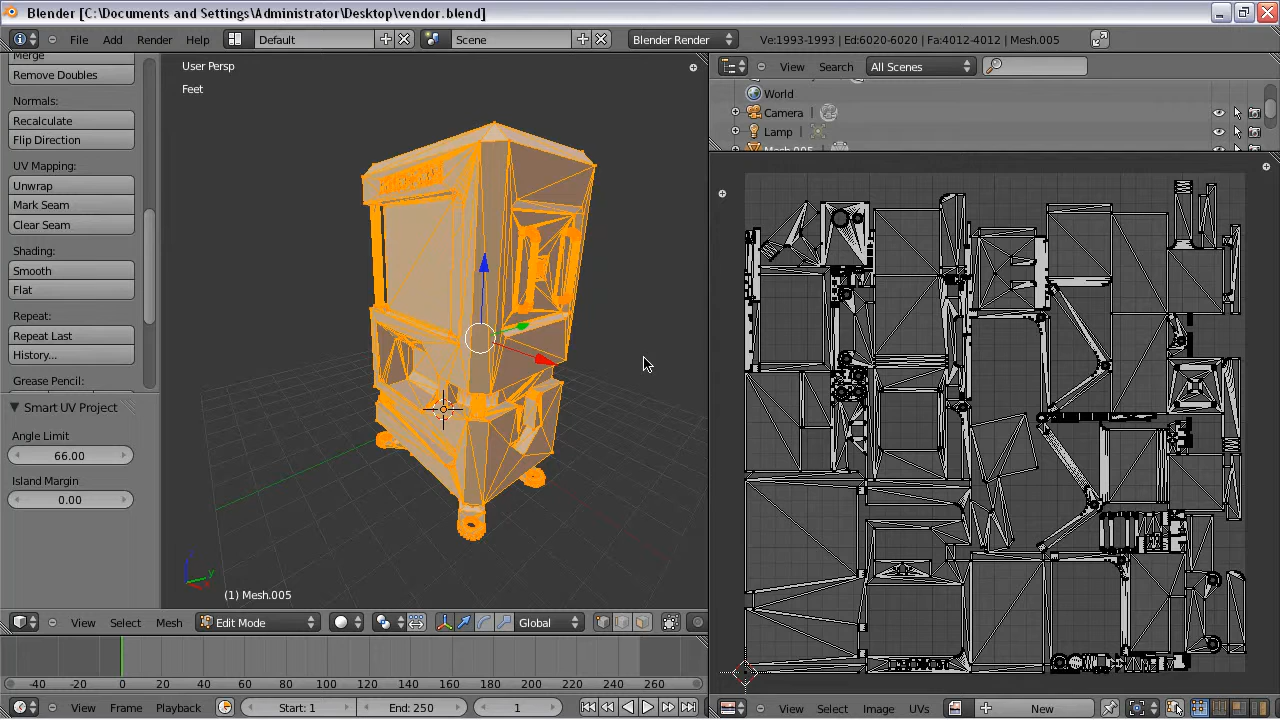 Blender [C:\Documents and Settings\Administrator\Desktop\vendor.blend]
File Add Render Help Default Scene Blender Render Ve:1993-1993 | Ed:6020-6020 | Fa:4012-4012 | Mesh.005
Merge
Remove Doubles
Normals:
Recalculate
Flip Direction
UV Mapping:
Unwrap
Mark Seam
Clear Seam
Shading:
Smooth
Flat
Repeat:
Repeat Last
History...
Grease Pencil:
Smart UV Project
Angle Limit
66.00
Island Margin
0.00
User Persp
Feet
(1) Mesh.005
View Select Mesh Edit Mode Global
View Search All Scenes
World
Camera
Lamp
Mesh.005
-40 -20 0 20 40 60 80 100 120 140 160 180 200 220 240 260
View Frame Playback Start: 1 End: 250 1
View Select Image UVs New